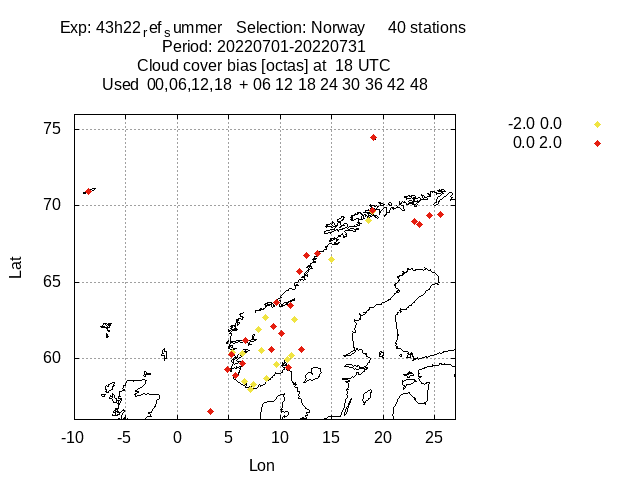 Exp: 43h22ref summer Selection: Norway 40 stations
Period: 20220701-20220731
Cloud cover bias [octas] at 18 UTC
Used 00,06,12,18 + 06 12 18 24 30 36 42 48
-2.0 0.0
0.0 2.0
75
70
65
60
Lat
-10 -5 0 5 10 15 20 25
Lon